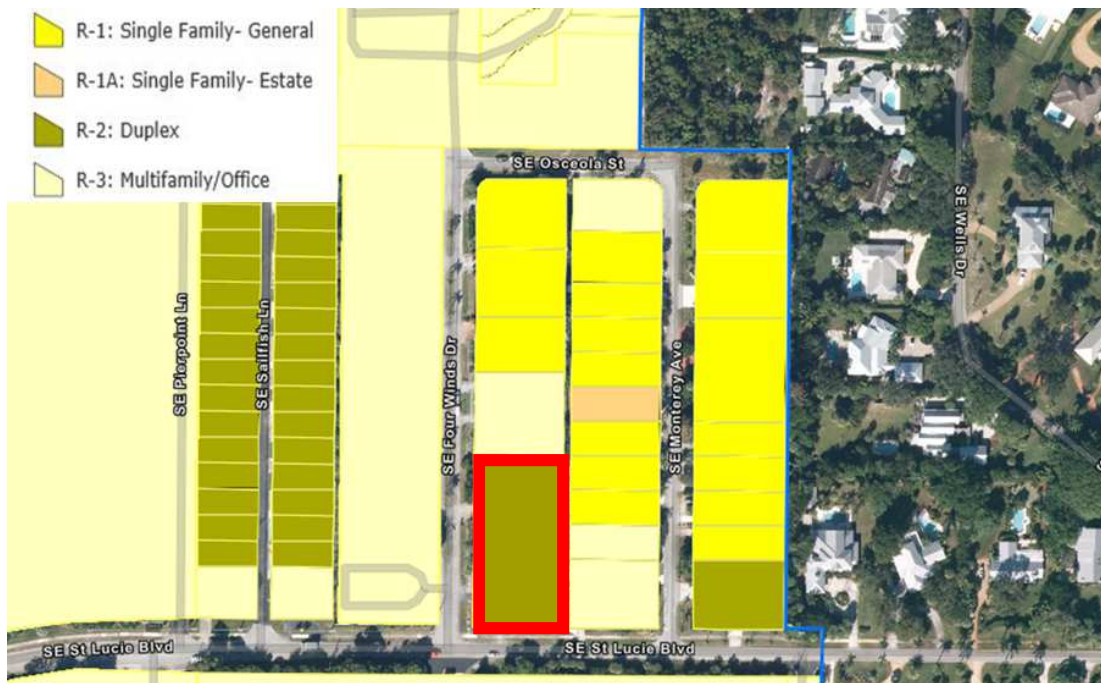 R-1: Single Family- General
R-1A: Single Family- Estate
R-2: Duplex
R-3: Multifamily/Office
SE Osceola St
SE Wells Dr
SE Pierpoint Ln
SE Sailfish Ln
SE Four Winds Dr
SE Monterey Ave
SE St Lucie Blvd
SE St Lucie Blvd